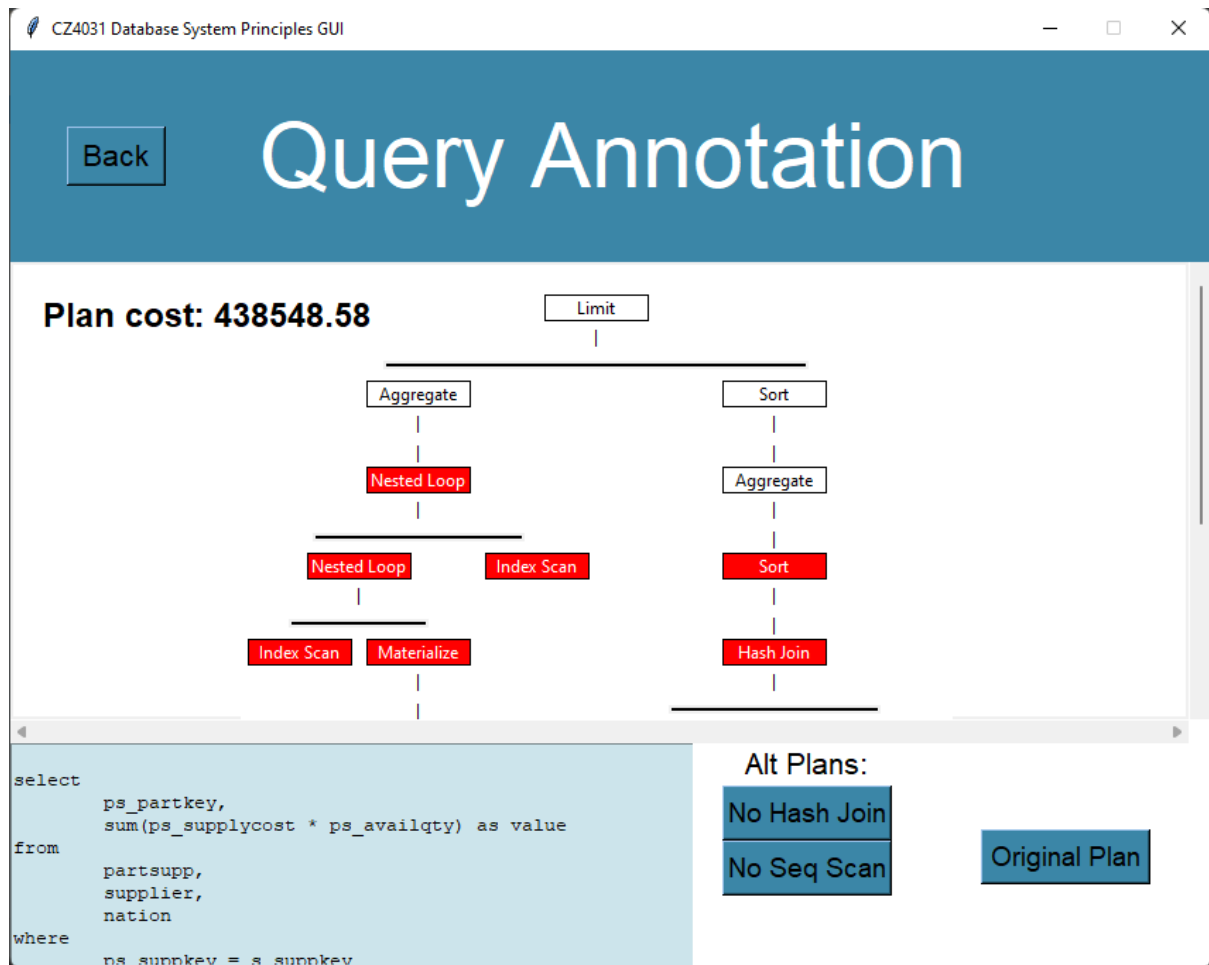 CZ4031 Database System Principles GUI
Back
Query Annotation
Plan cost: 438548.58
Limit
Aggregate
Sort
Nested Loop
Aggregate
Nested Loop
Index Scan
Sort
Index Scan
Materialize
Hash Join
select
ps_partkey,
sum(ps_supplycost * ps_availqty) as value
from
partsupp,
supplier,
nation
where
ps_suppkey = s_suppkey
Alt Plans:
No Hash Join
No Seq Scan
Original Plan